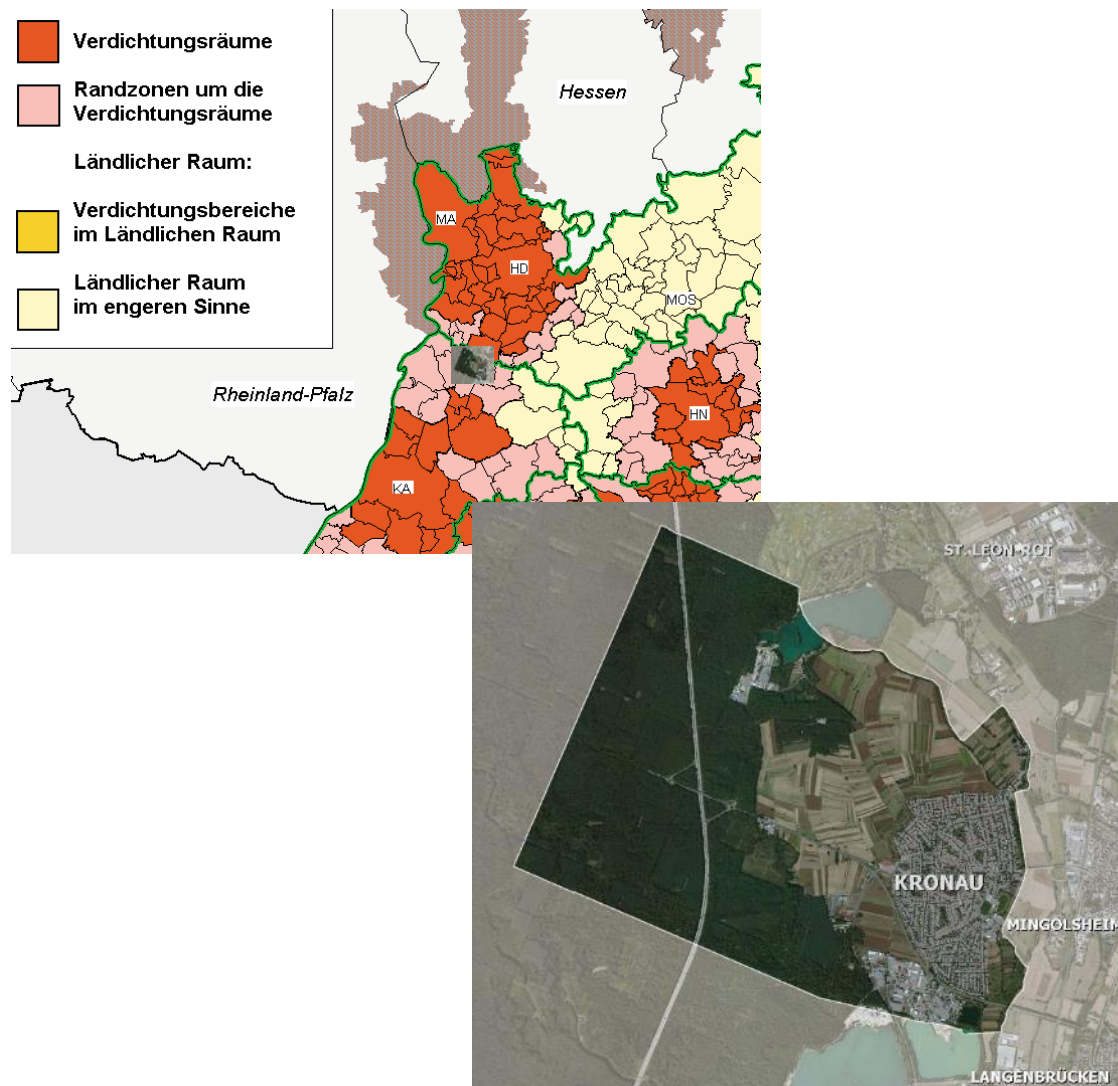 Verdichtungsräume
Randzonen um die
Verdichtungsräume
Ländlicher Raum:
Verdichtungsbereiche
im Ländlichen Raum
Ländlicher Raum
im engeren Sinne
Hessen
MA
HD
MOS
Rheinland-Pfalz
HN
KA
ST. LEON-ROT
KRONAU
MINGOLSHEIM
LANGENBRÜCKEN